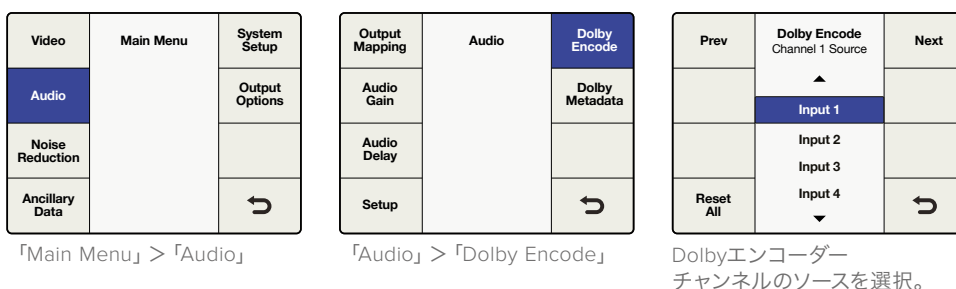 Video
Main Menu
System
Setup
Audio
Output
Options
Noise
Reduction
Ancillary
Data
「Main Menu」＞「Audio」
Output
Mapping
Audio
Dolby
Encode
Audio
Gain
Dolby
Metadata
Audio
Delay
Setup
「Audio」＞「Dolby Encode」
Prev
Dolby Encode
Channel 1 Source
Next
Input 1
Input 2
Input 3
Reset
All
Input 4
Dolbyエンコーダー
チャンネルのソースを選択。